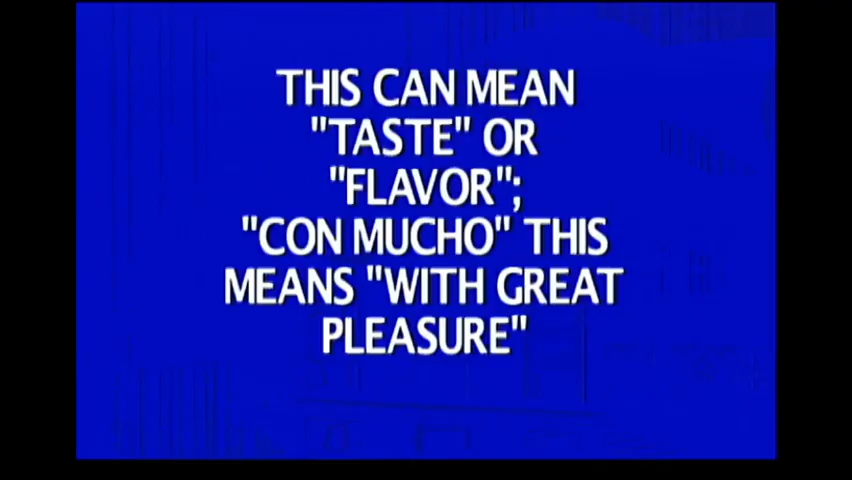 THIS CAN MEAN
"TASTE" OR
"FLAVOR";
"CON MUCHO" THIS
MEANS "WITH GREAT
PLEASURE"